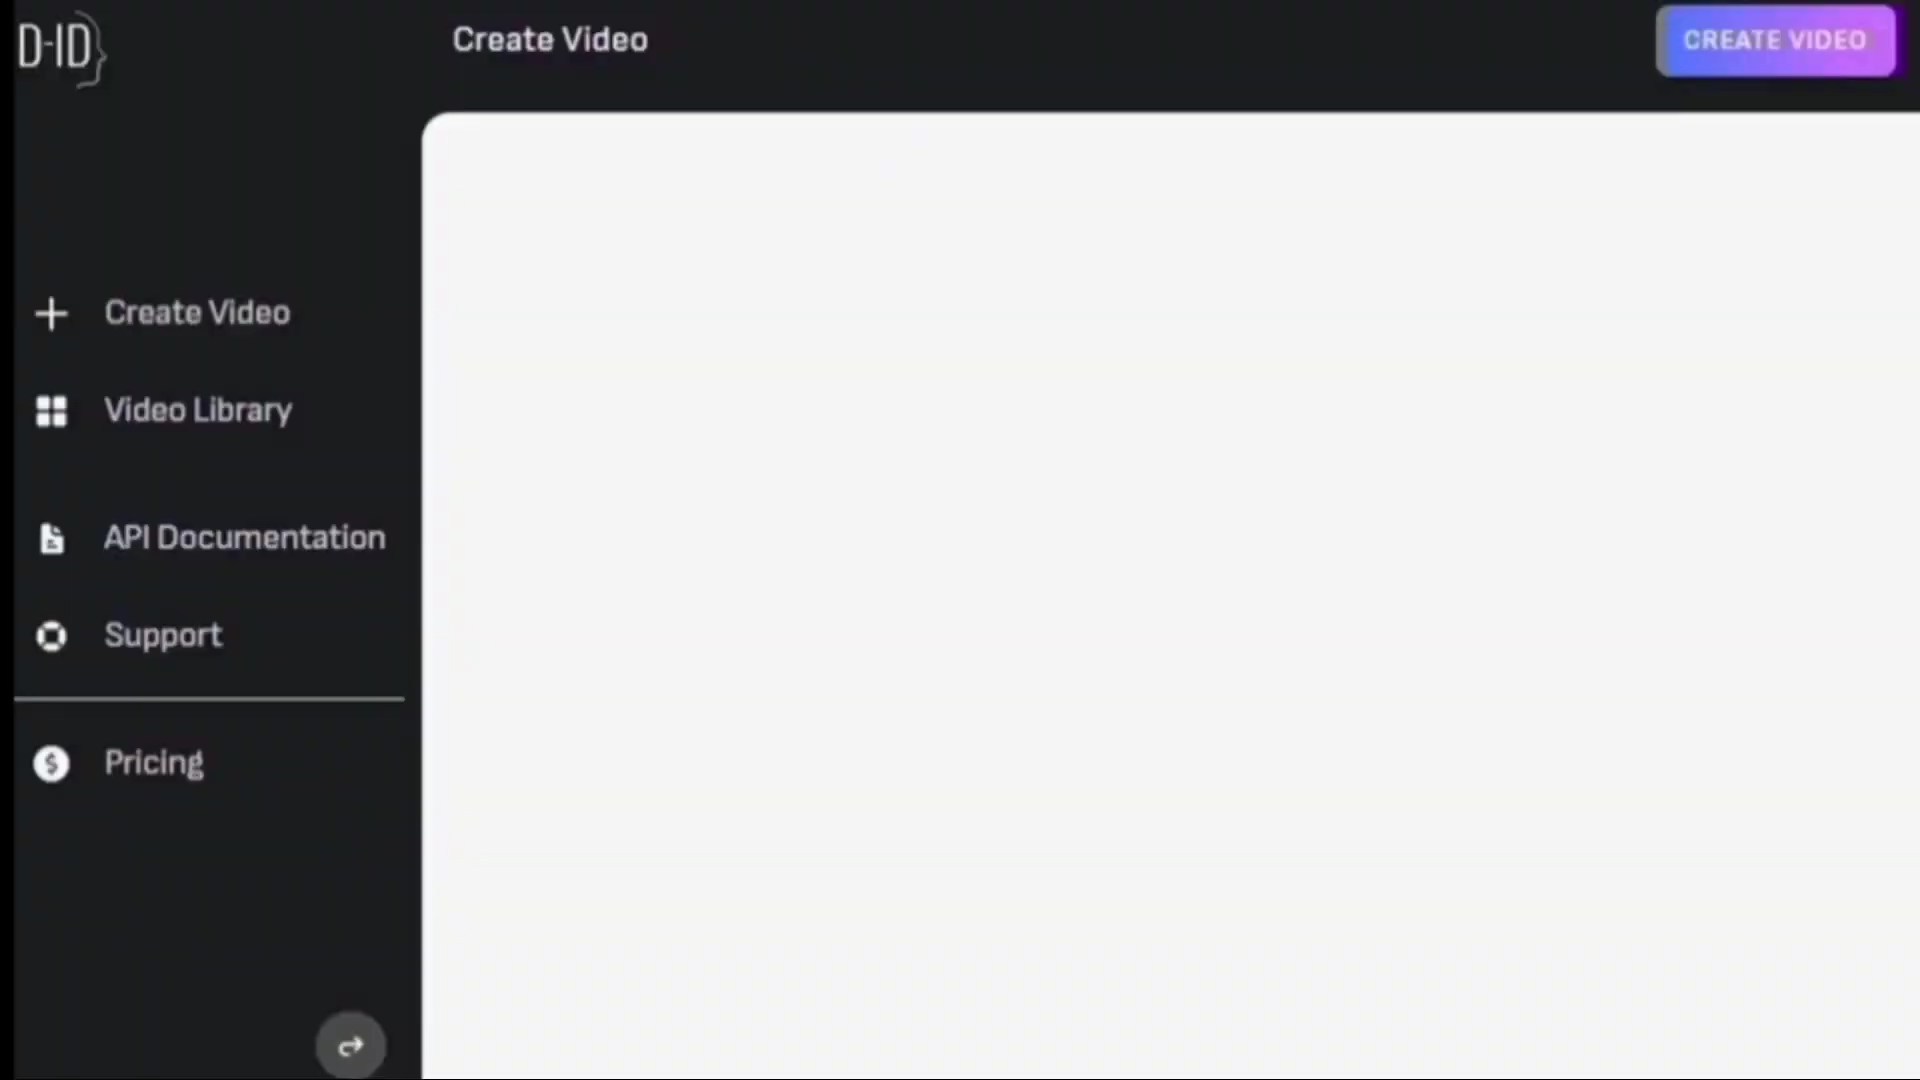 D-ID
Create Video
CREATE VIDEO
Create Video
Video Library
API Documentation
Support
Pricing